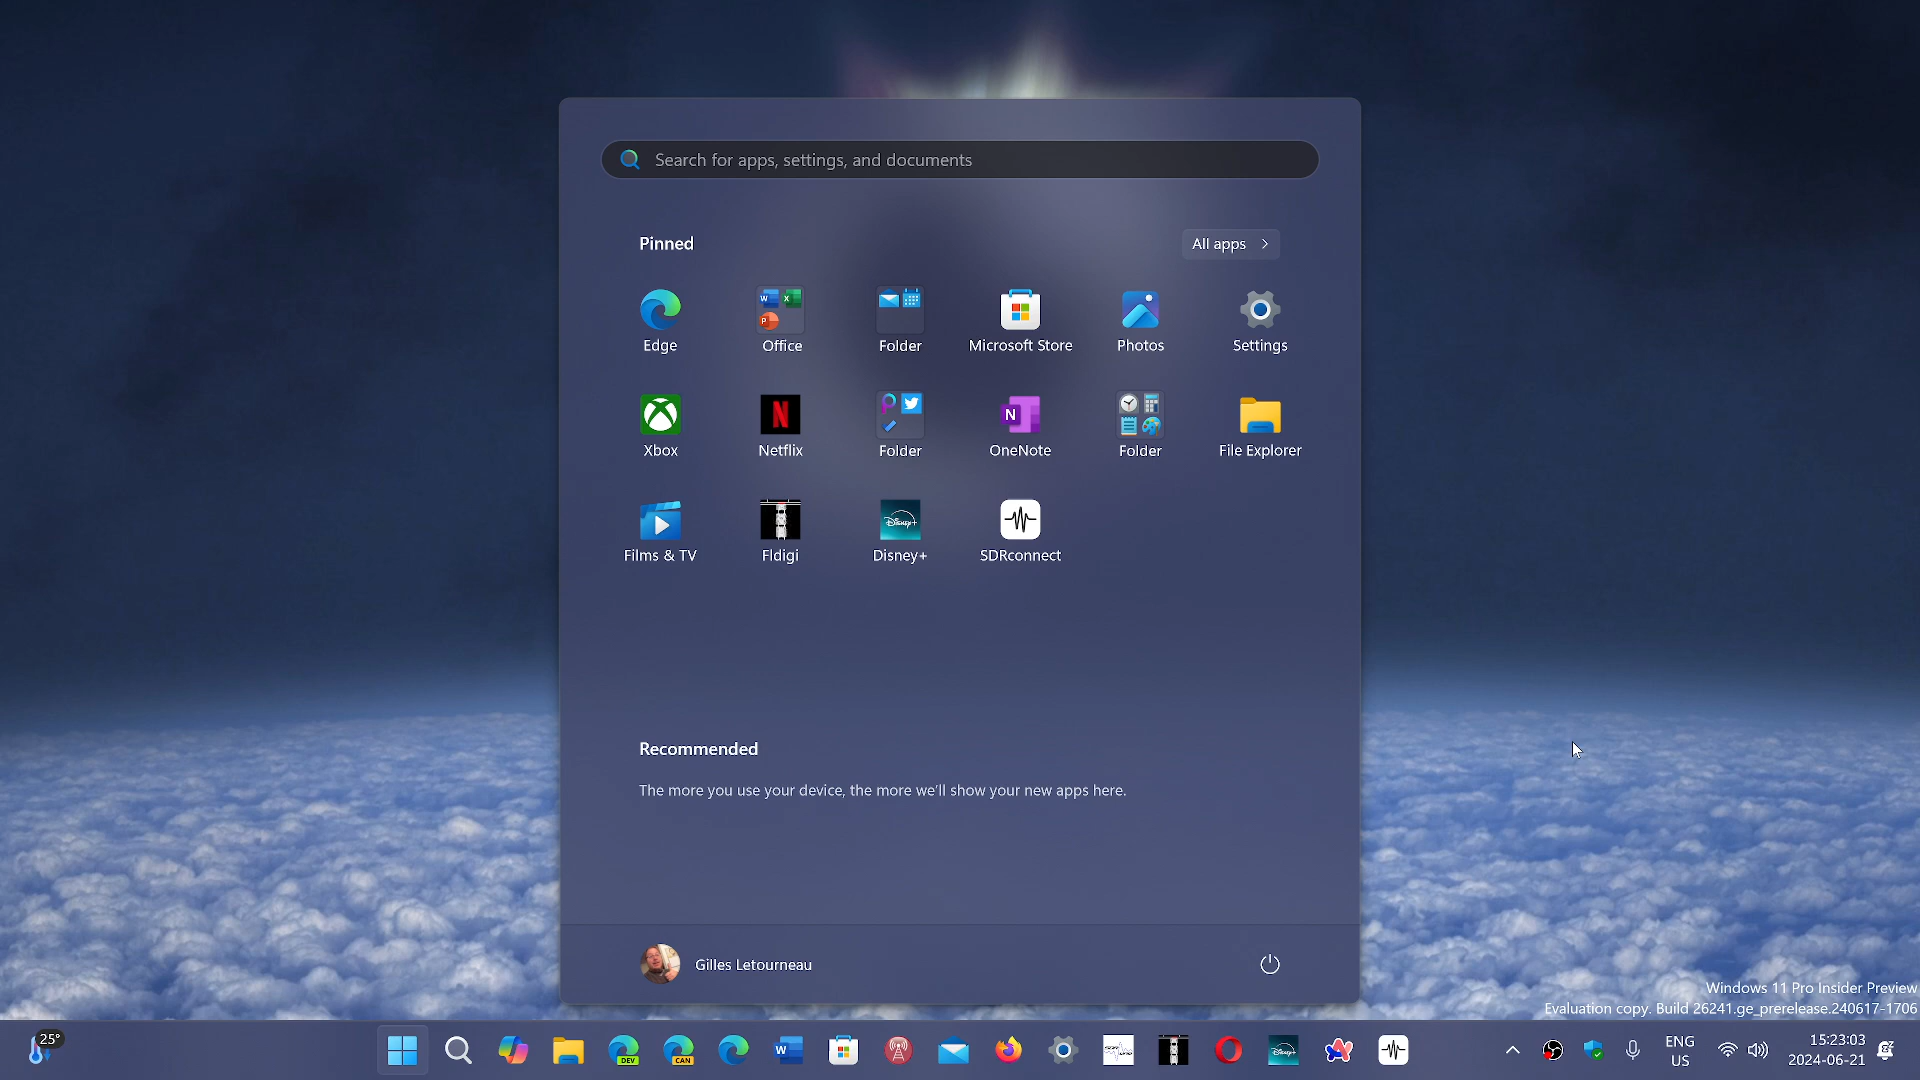 Search for apps, settings, and documents
Pinned
All apps
Edge
Office
Folder
Microsoft Store
Photos
Settings
Xbox
Netflix
Folder
OneNote
Folder
File Explorer
Films & TV
Fldigi
Disney+
SDRconnect
Recommended
The more you use your device, the more we'll show your new apps here.
Gilles Letourneau
Windows 11 Pro Insider Preview
Evaluation copy. Build 26241.ge_prerelease.240617-1706
25°
DEV
CAN
ENG
US
15:23:03
2024-06-21